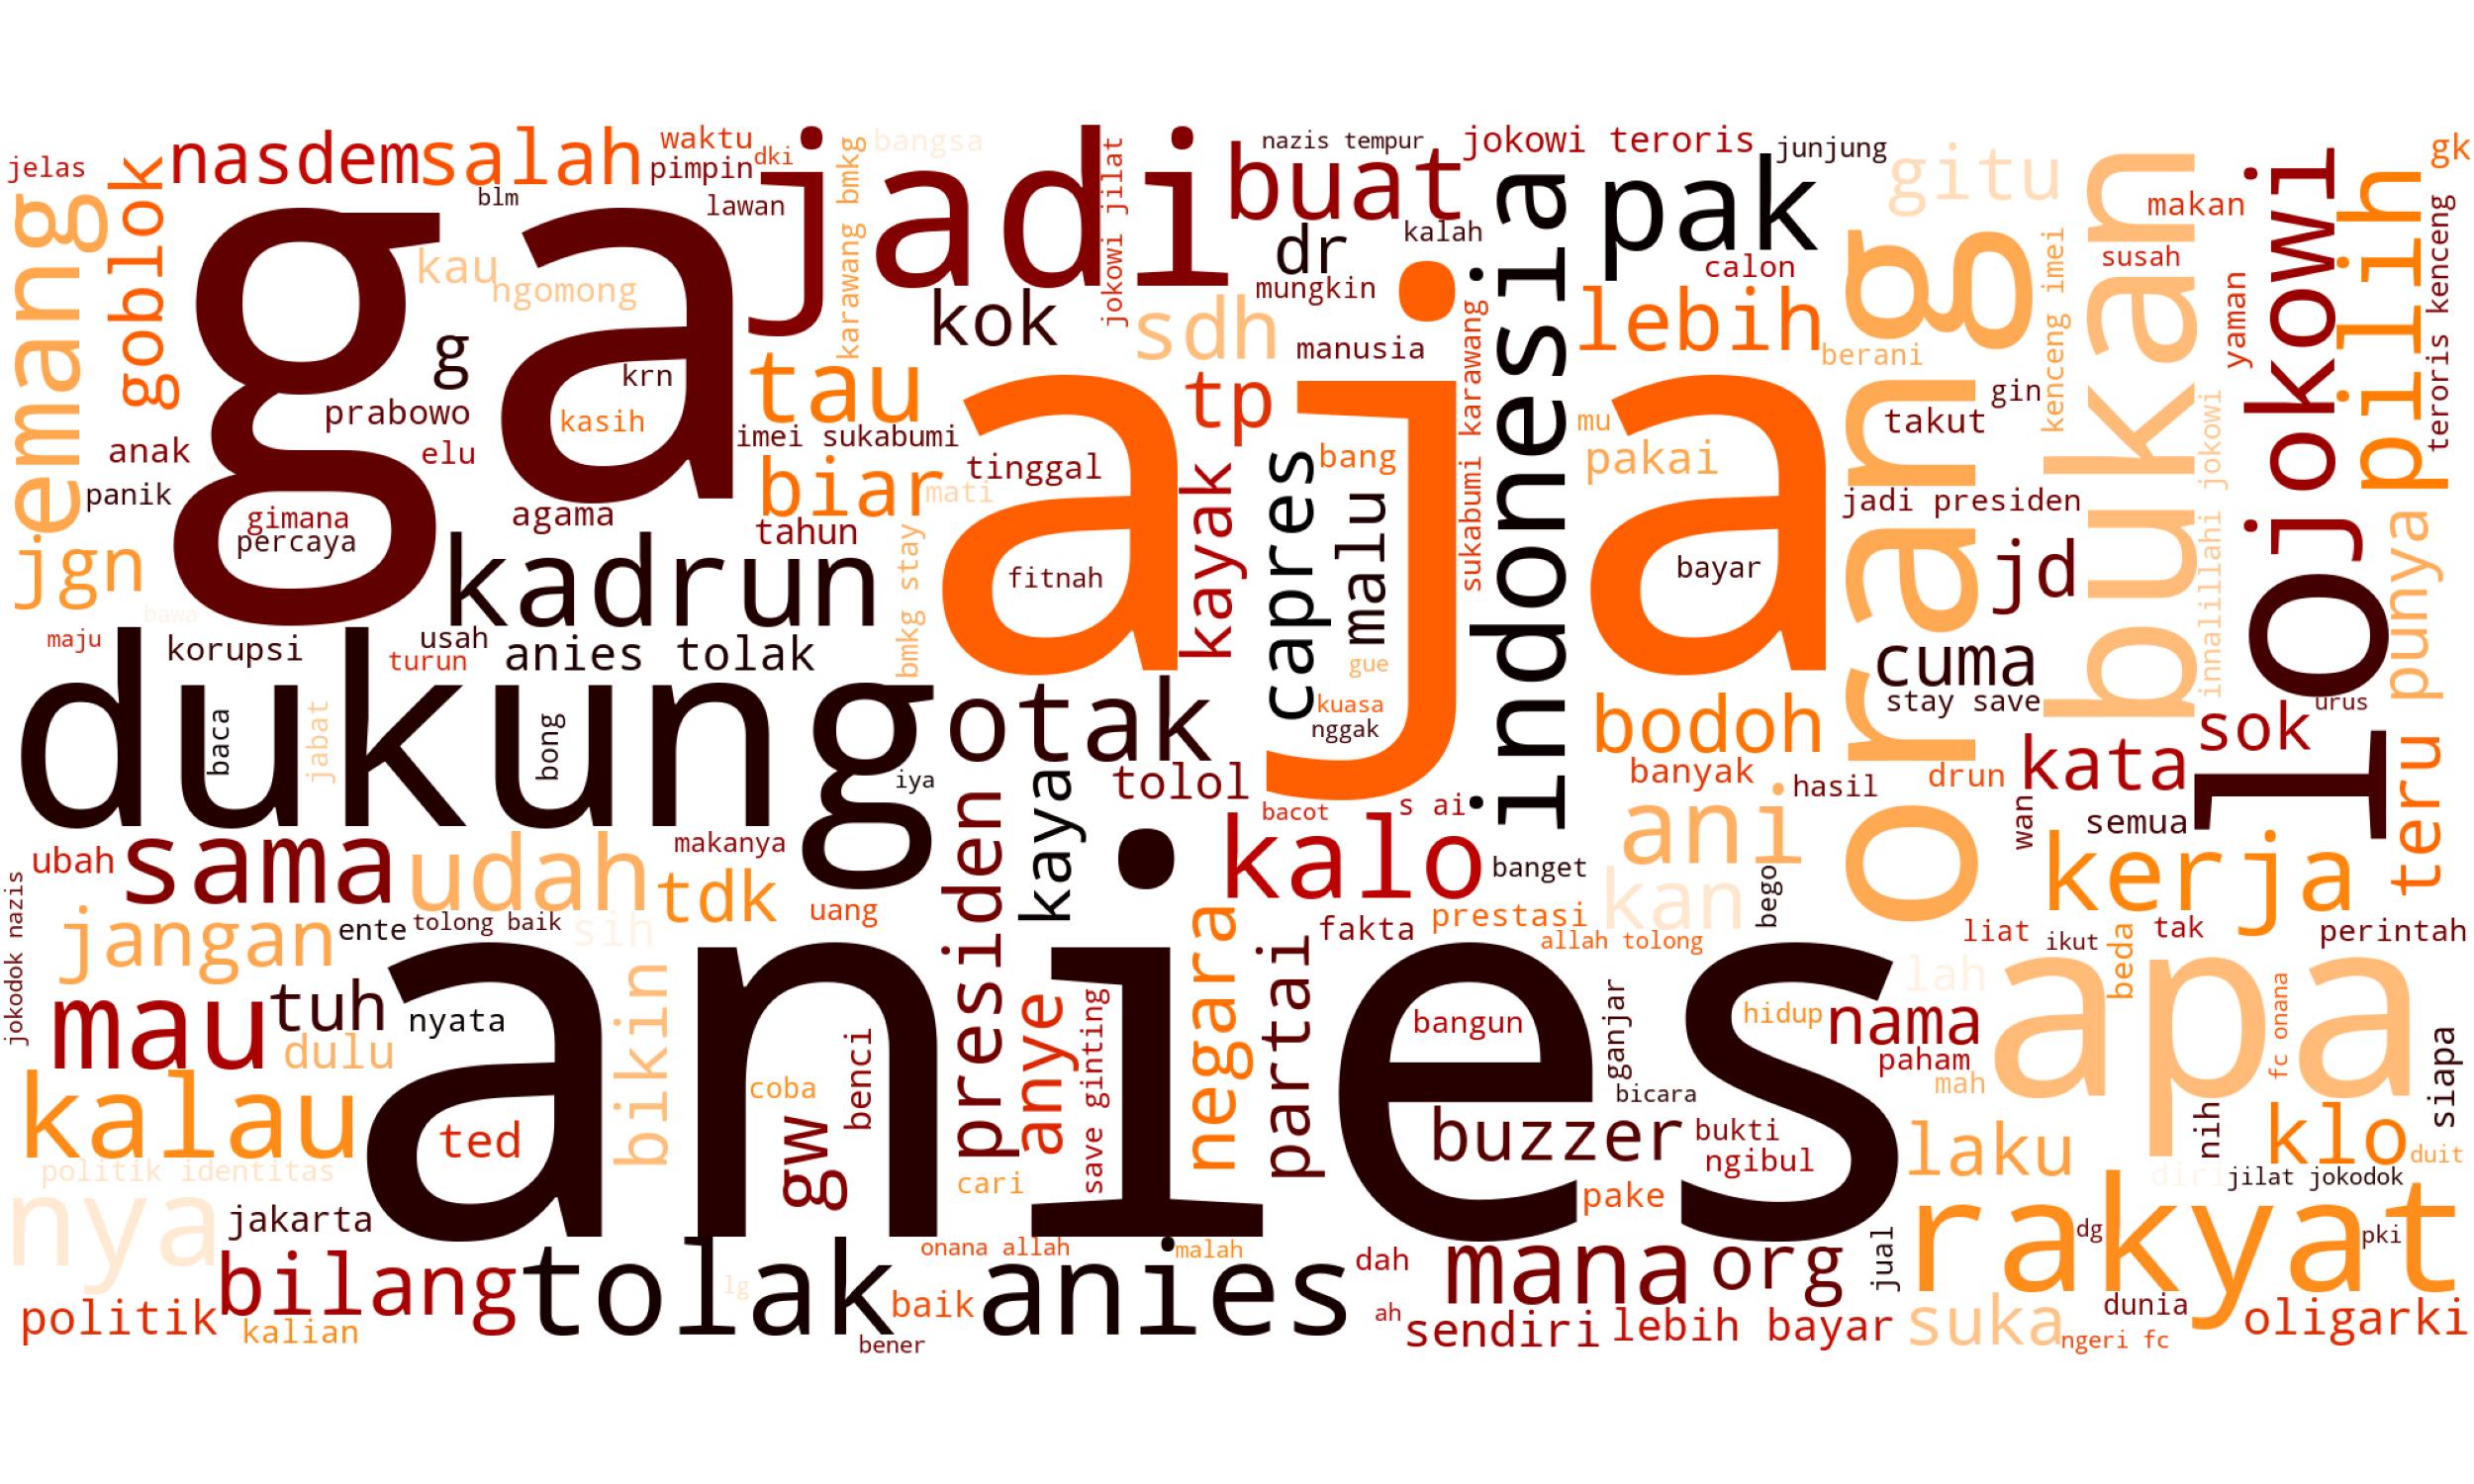 jelas
goblok
nasdem
salah
waktu
pimpin
dki
blm
lawan
jadi
karawang bmkg
bangsa
jokowi jilat
buat
nazis tempur
jokowi teroris
junjung
pak
gitu
bukan
jokowi
pilih
gk
makan
susah
yaman
teroris kenceng
emang
ga
kau
ngomong
kok
dr
kalah
mungkin
sdh
manusia
indonesia
calon
lebih
berani
orang
kenceng imei
g
krn
kasih
prabowo
elu
anak
panik
gimana
percaya
agama
tau
imei sukabumi
biar
mati
tinggal
tahun
tp
aja
bang
sukabumi karawang
mu
pakai
takut
gin
jadi presiden
innalillahi jokowi
lo
punya
jgn
bawa
maju
korupsi
usah
turun
kadrun
anies tolak
bmkg stay
fitnah
kayak
capres
malu
gue
kuasa
nggak
bayar
jd
cuma
stay save
urus
dukung
baca
jabat
bong
iya
otak
kaya
tolol
bacot
s ai
bodoh
banyak
hasil
drun
kata
sok
teru
ubah
sama
udah
tdk
makanya
uang
presiden
kalo
banget
ani
kan
bego
wan
semua
kerja
jokodok nazis
jangan
ente
tolong baik
sih
negara
partai
fakta
prestasi
allah tolong
liat
ikut
tak
beda
perintah
mau
tuh
nyata
dulu
bikin
anies
anye
save ginting
bangun
ganjar
bicara
hidup
nama
paham
lah
mah
apa
fc onana
siapa
kalau
ted
coba
benci
gw
cari
buzzer
bukti
ngibul
pake
laku
nih
klo
duit
politik identitas
nya
jakarta
diri
jilat jokodok
rakyat
dg
pki
bilang
tolak
lg
onana allah
malah
baik
anies
dah
mana
org
jual
politik
kalian
bener
ah
sendiri
lebih bayar
suka
dunia
ngeri fc
oligarki